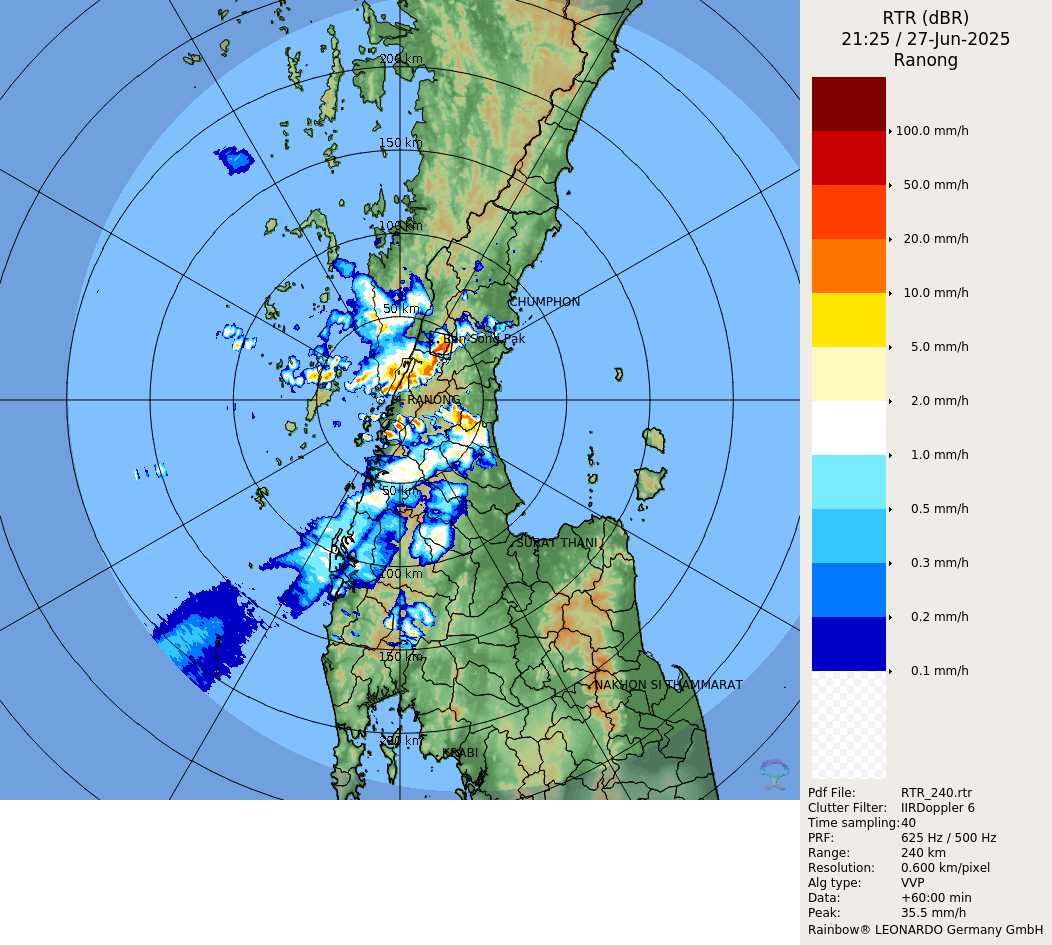 RTR (dBR)
21:25 / 27-Jun-2025
Ranong
200 km
150 km
100 km
50 km
CHUMPHON
Ban Song Pak
RANONG
50 km
SURAT THANI
100 km
150 km
NAKHON SI THAMMARAT
200 km
KRABI
100.0 mm/h
50.0 mm/h
20.0 mm/h
10.0 mm/h
5.0 mm/h
2.0 mm/h
1.0 mm/h
0.5 mm/h
0.3 mm/h
0.2 mm/h
0.1 mm/h
Pdf File: RTR_240.rtr
Clutter Filter: IIRDoppler 6
Time sampling:40
PRF: 625 Hz / 500 Hz
Range: 240 km
Resolution: 0.600 km/pixel
Alg type: VVP
Data: +60:00 min
Peak: 35.5 mm/h
Rainbow® LEONARDO Germany GmbH